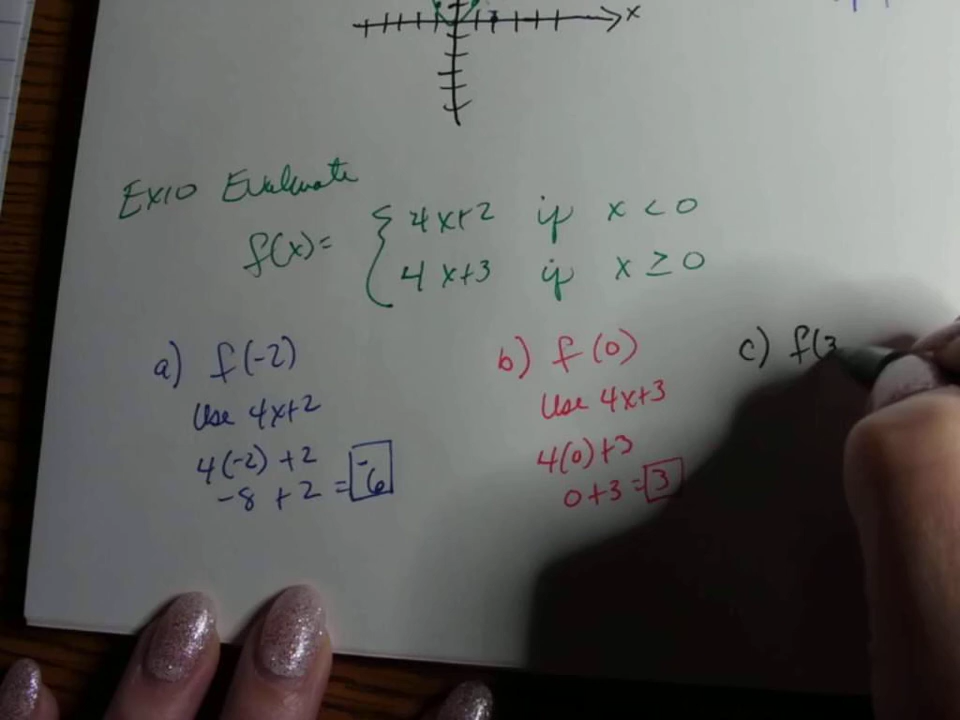 x
Ex10 Evaluate
f(x) = { 4x+2 if x < 0
4x+3 if x ≥ 0
a) f(-2)
Use 4x+2
4(-2) +2
-8 + 2 = -6
b) f(0)
Use 4x+3
4(0)+3
0+3=3
c) f(3